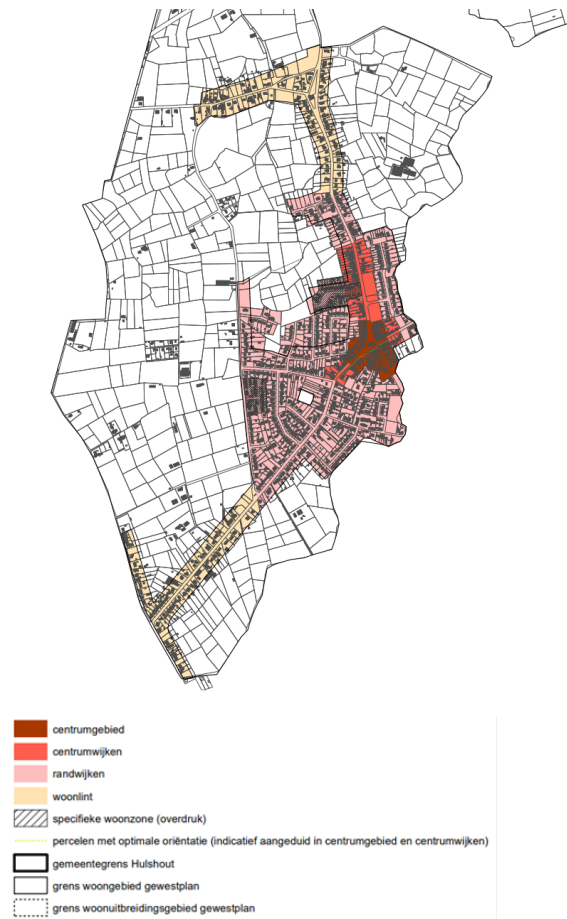 centrumgebied
centrumwijken
randwijken
woonlint
specifieke woonzone (overdruk)
percelen met optimale oriëntatie (indicatief aangeduid in centrumgebied en centrumwijken)
gemeentegrens Hulshout
grens woongebied gewestplan
grens woonuitbreidingsgebied gewestplan